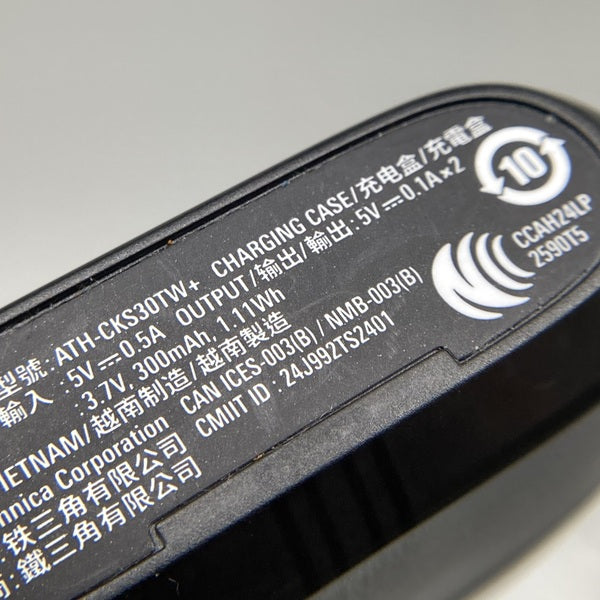 型號: ATH-CKS30TW+ CHARGING CASE/充电盒/充電盒
輸入 : 5V⎓0.5A OUTPUT/输出/輸出: 5V⎓0.1A×2
: 3.7V, 300mAh, 1.11Wh
VIETNAM/越南制造/越南製造
CAN ICES-003(B) / NMB-003(B)
Corporation CMIIT ID : 24J992TS2401
: 铁三角有限公司
: 鐵三角有限公司
10
CCAH24LP
2590T5